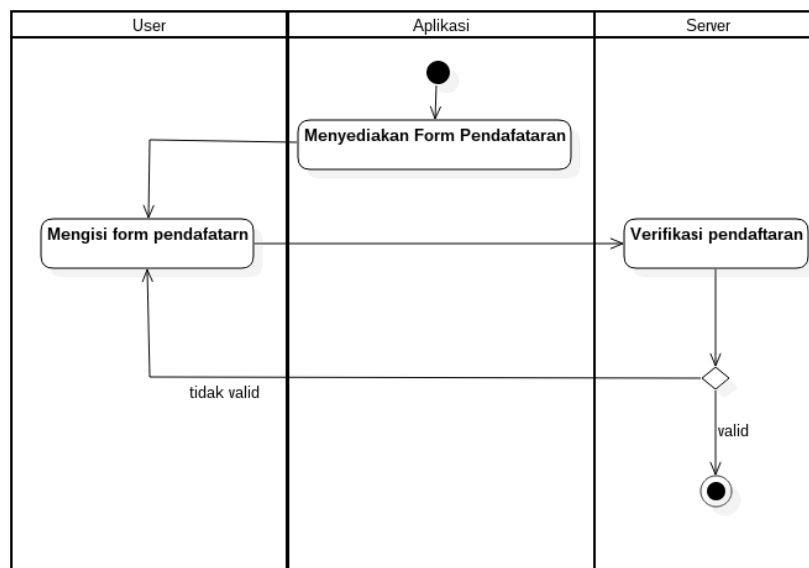 User
Aplikasi
Server
Menyediakan Form Pendafataran
Mengisi form pendafatarn
Verifikasi pendaftaran
tidak valid
valid